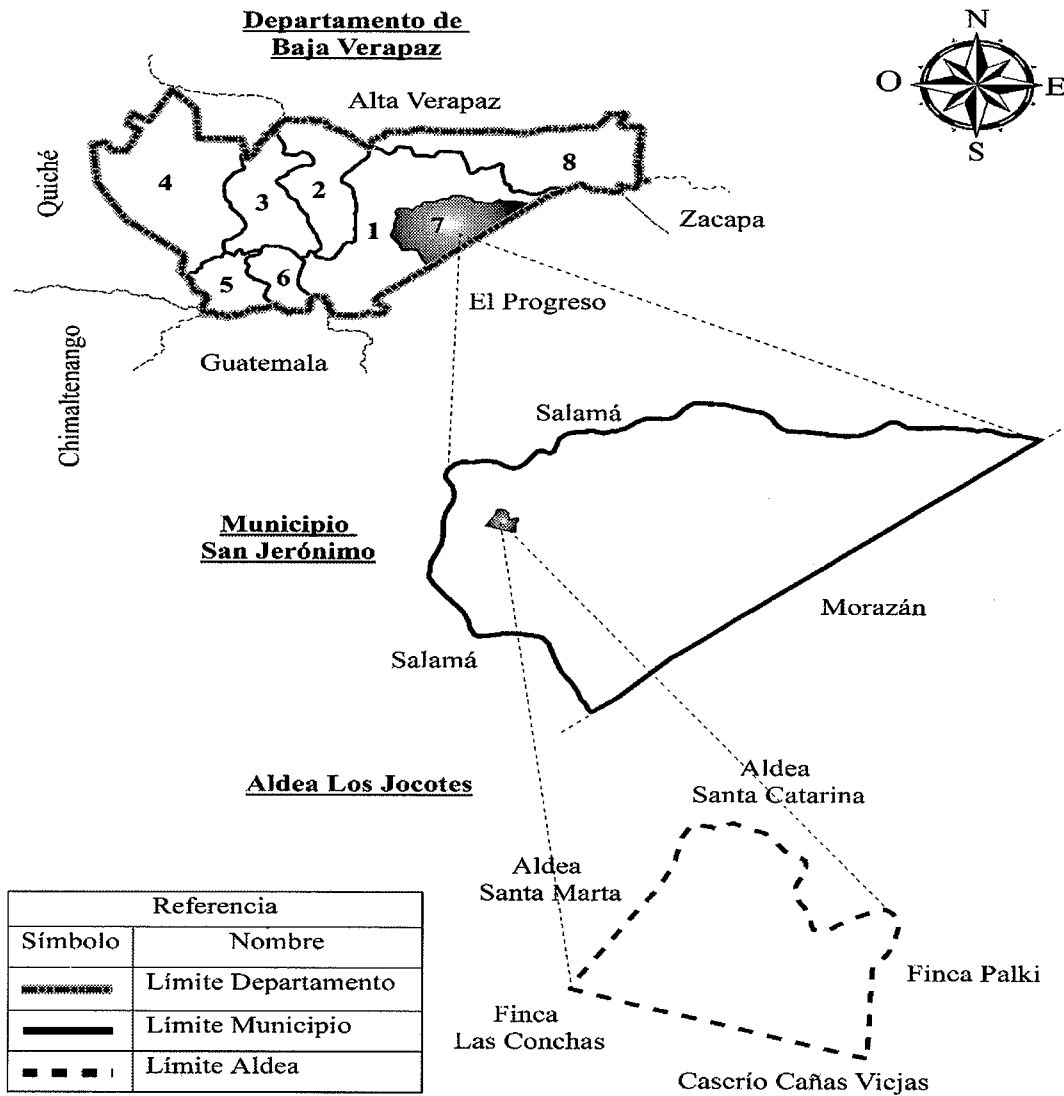 Departamento de
Baja Verapaz
N
O
E
S
Alta Verapaz
Quiché
4
3
2
8
1
7
Zacapa
5
6
El Progreso
Guatemala
Chimaltenango
Salamá
Municipio
San Jerónimo
Morazán
Salamá
Aldea Los Jocotes
Aldea
Santa Catarina
Aldea
Santa Marta
Finca Palki
Finca
Las Conchas
Cascrío Cañas Vicjas
Referencia
Símbolo
Nombre
Límite Departamento
Límite Municipio
Límite Aldea